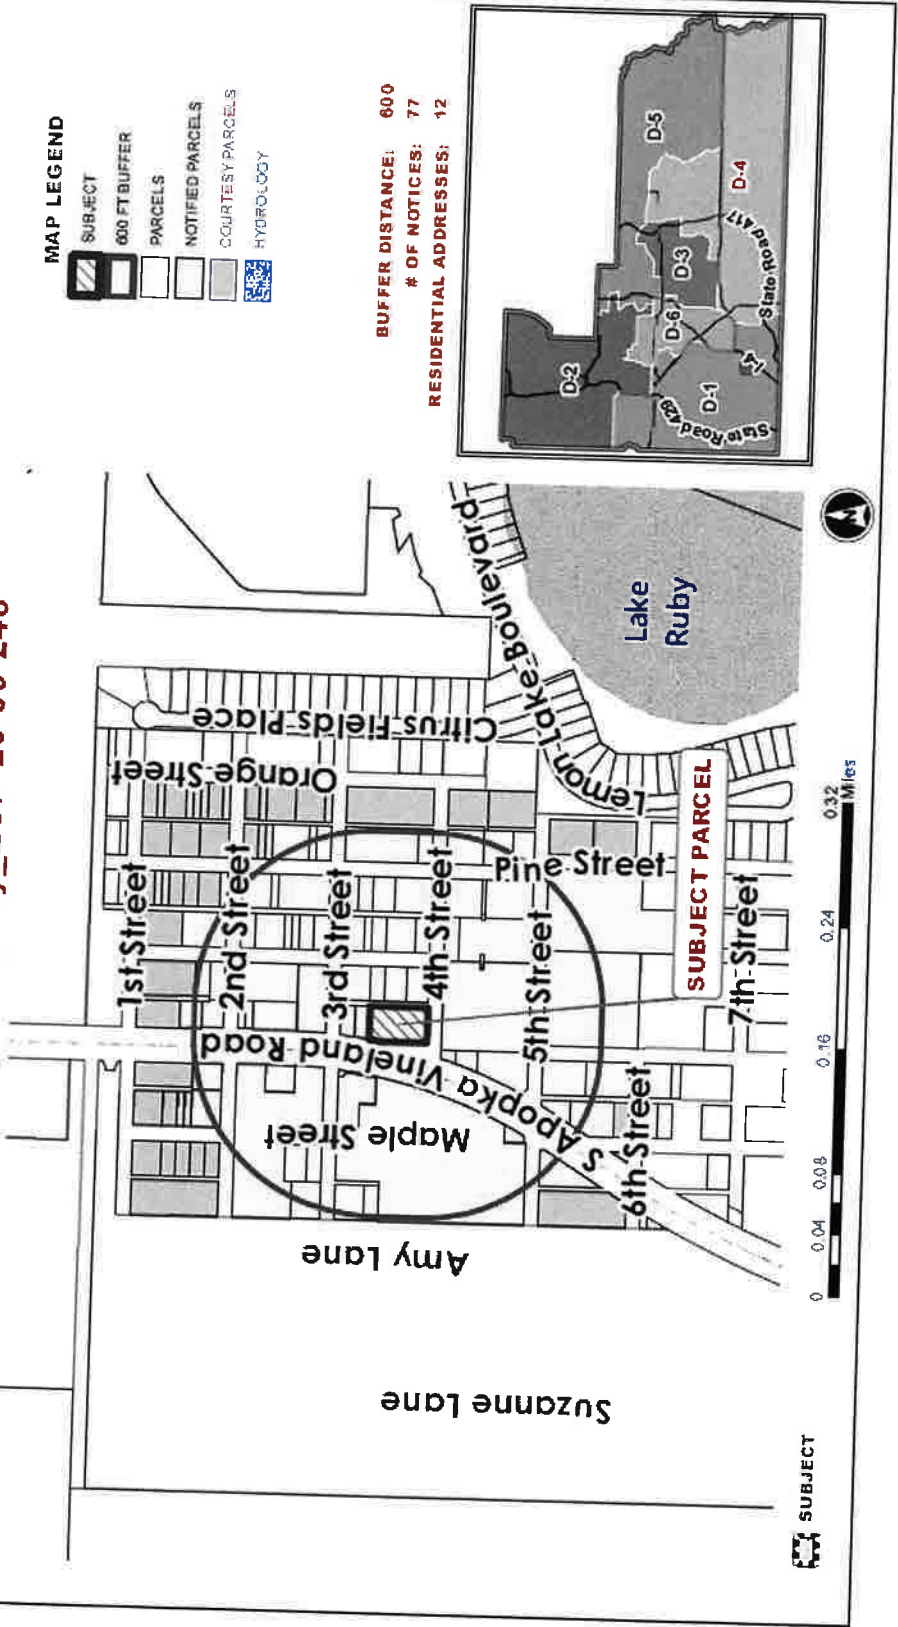 MAP LEGEND
SUBJECT
600 FT BUFFER
PARCELS
NOTIFIED PARCELS
COURTESY PARCELS
HYDROLOGY
BUFFER DISTANCE: 600
# OF NOTICES: 77
RESIDENTIAL ADDRESSES: 12
D-2
D-5
D-3
D-6
D-4
D-1
State Road 429
State Road 417
I-4
Suzanne Lane
Amy Lane
Maple Street
S Apopka Vineland Road
1st Street
2nd Street
3rd Street
4th Street
5th Street
6th Street
7th Street
Pine Street
Orange Street
Citrus Fields Place
Lemon Lake Boulevard
Lake
Ruby
SUBJECT PARCEL
SUBJECT
0 0.04 0.08 0.16 0.24 0.32
Miles
N